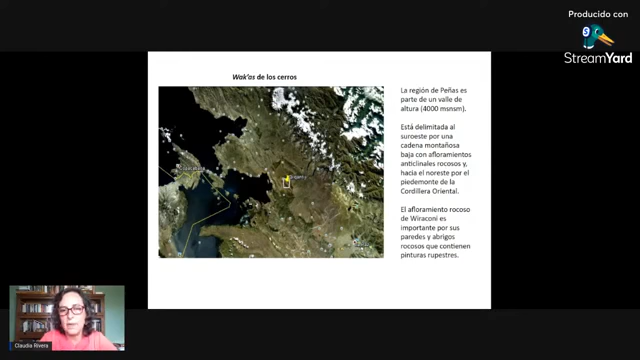 Producido con
StreamYard
Wak'as de los cerros
La región de Peñas es
parte de un valle de
altura (4000 msnsm).
Está delimitada al
suroeste por una
cadena montañosa
baja con afloramientos
anticlinales rocosos y,
hacia el noreste por el
piedemonte de la
Cordillera Oriental.
El afloramiento rocoso
de Wiraconi es
importante por sus
paredes y abrigos
rocosos que contienen
pinturas rupestres.
Claudia Rivera